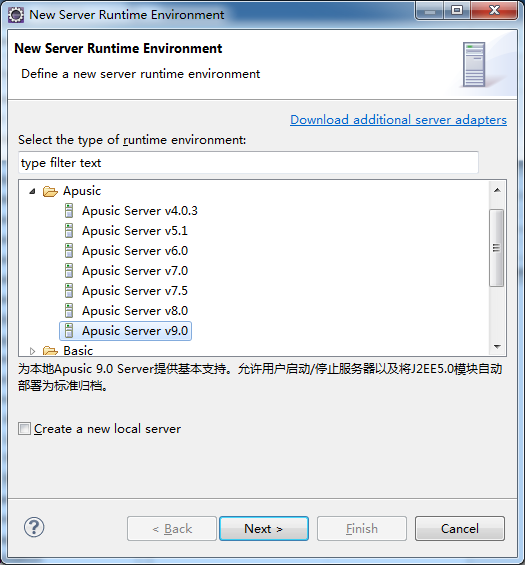 New Server Runtime Environment
New Server Runtime Environment
Define a new server runtime environment
Download additional server adapters
Select the type of runtime environment:
type filter text
Apusic
Apusic Server v4.0.3
Apusic Server v5.1
Apusic Server v6.0
Apusic Server v7.0
Apusic Server v7.5
Apusic Server v8.0
Apusic Server v9.0
Basic
为本地Apusic 9.0 Server提供基本支持。允许用户启动/停止服务器以及将J2EE5.0模块自动
部署为标准归档。
Create a new local server
?
< Back
Next >
Finish
Cancel